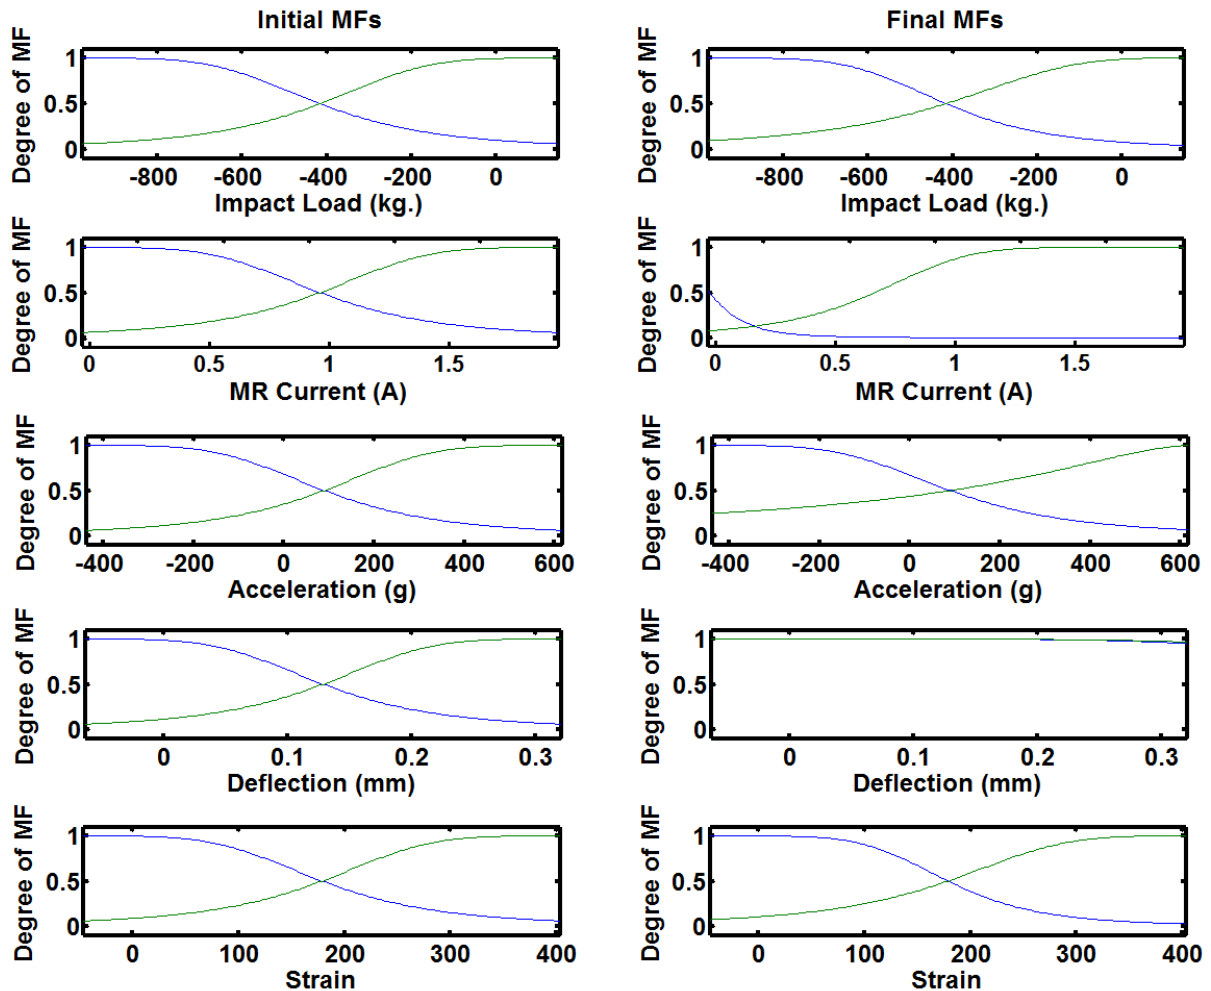 Initial MFs
Final MFs
Degree of MF
1
0.5
0
-800 -600 -400 -200 0
Impact Load (kg.)
Degree of MF
1
0.5
0
-800 -600 -400 -200 0
Impact Load (kg.)
Degree of MF
1
0.5
0
0 0.5 1 1.5
MR Current (A)
Degree of MF
1
0.5
0
0 0.5 1 1.5
MR Current (A)
Degree of MF
1
0.5
0
-400 -200 0 200 400 600
Acceleration (g)
Degree of MF
1
0.5
0
-400 -200 0 200 400 600
Acceleration (g)
Degree of MF
1
0.5
0
0 0.1 0.2 0.3
Deflection (mm)
Degree of MF
1
0.5
0
0 0.1 0.2 0.3
Deflection (mm)
Degree of MF
1
0.5
0
0 100 200 300 400
Strain
Degree of MF
1
0.5
0
0 100 200 300 400
Strain